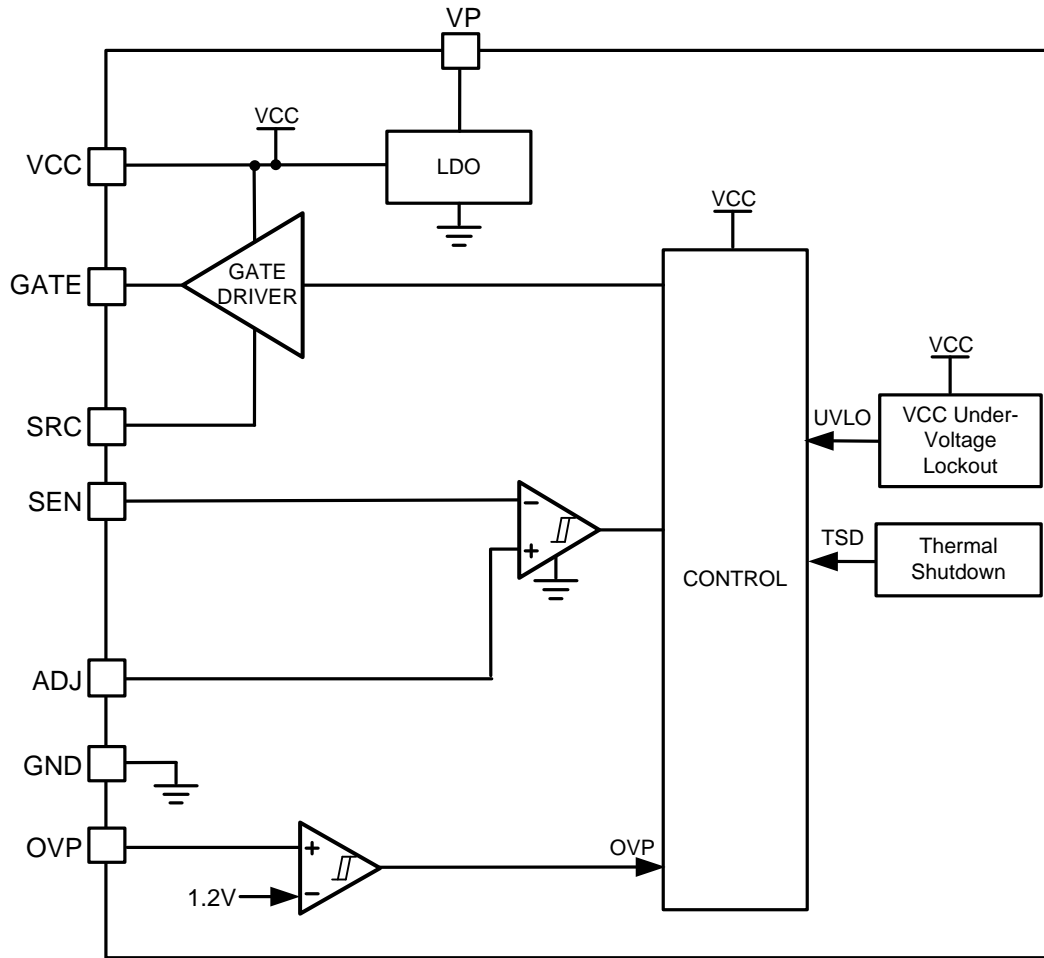 VP
VCC
VCC
LDO
VCC
GATE
GATE
DRIVER
VCC
SRC
UVLO
VCC Under-
Voltage
Lockout
SEN
−
+
TSD
Thermal
Shutdown
CONTROL
ADJ
GND
OVP
+
OVP
1.2V
−